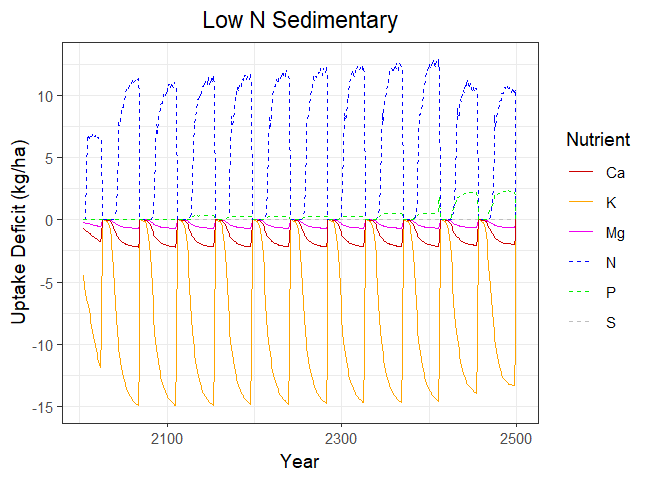 Low N Sedimentary
Uptake Deficit (kg/ha)
10
5
0
-5
-10
-15
2100
2300
2500
Year
Nutrient
Ca
K
Mg
N
P
S